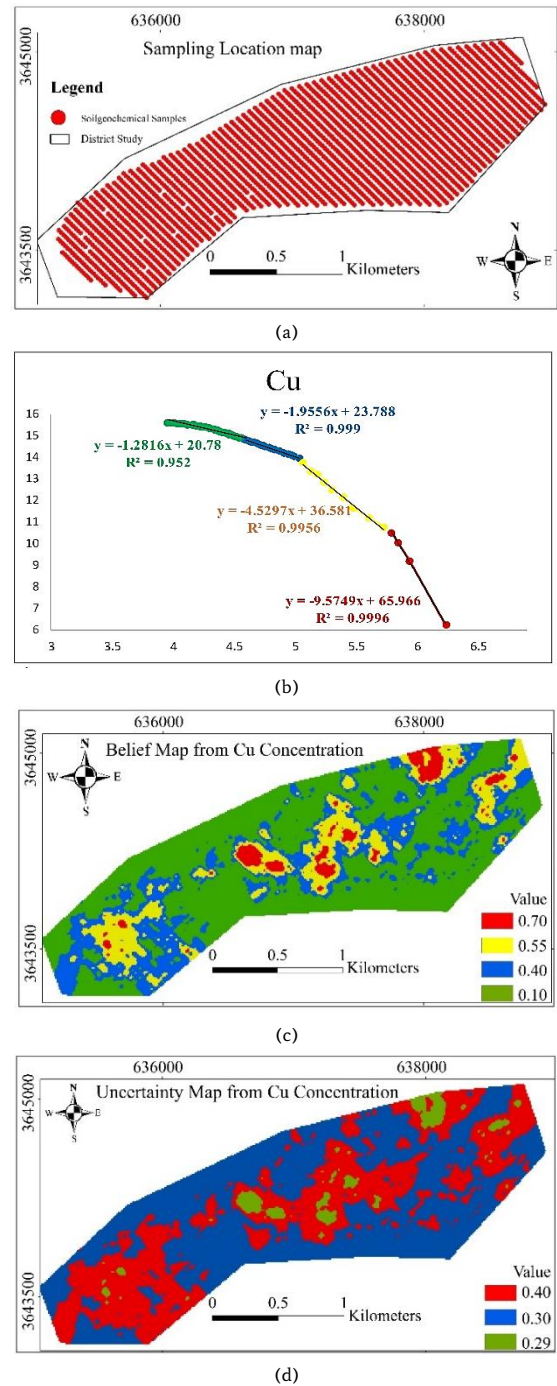 636000 638000
3645000
Sampling Location map
Legend
Soilgeochemical Samples
District Study
3643500
0 0.5 1
Kilometers
N
W E
S
(a)
Cu
16
15
14
13
12
11
10
9
8
7
6
3 3.5 4 4.5 5 5.5 6 6.5
y = -1.9556x + 23.788
R² = 0.999
y = -1.2816x + 20.78
R² = 0.952
y = -4.5297x + 36.581
R² = 0.9956
y = -9.5749x + 65.966
R² = 0.9996
(b)
636000 638000
3645000
Belief Map from Cu Concentration
N
W E
S
3643500
0 0.5 1
Kilometers
Value
0.70
0.55
0.40
0.10
(c)
636000 638000
3645000
Uncertainty Map from Cu Concentration
N
W E
S
3643500
0 0.5 1
Kilometers
Value
0.40
0.30
0.29
(d)